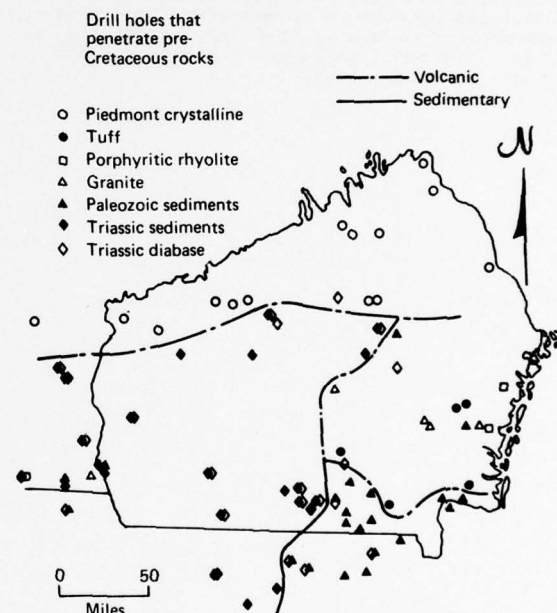 Drill holes that
penetrate pre-
Cretaceous rocks
Volcanic
Sedimentary
Piedmont crystalline
Tuff
Porphyritic rhyolite
Granite
Paleozoic sediments
Triassic sediments
Triassic diabase
N
0 50
Miles